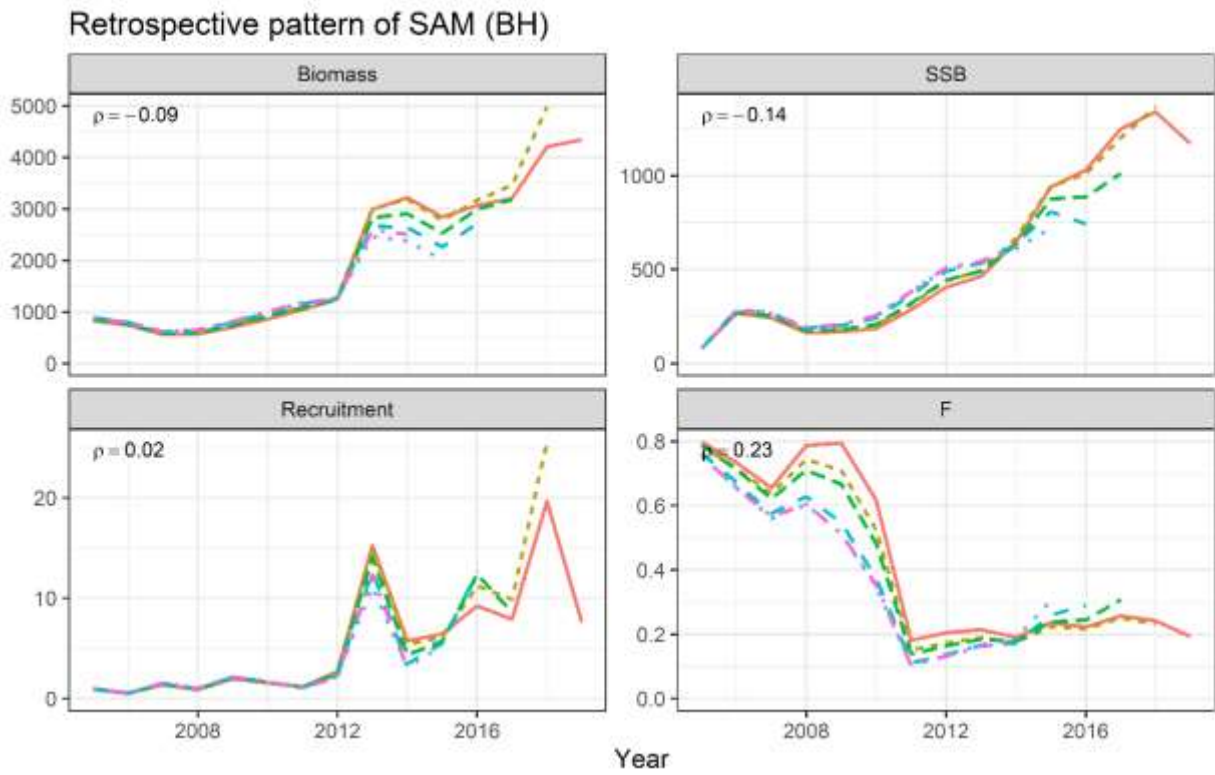 Retrospective pattern of SAM (BH)
Biomass
SSB
ρ = −0.09
ρ = −0.14
5000
4000
3000
2000
1000
0
1000
500
0
Recruitment
F
ρ = 0.02
ρ = 0.23
20
10
0
0.8
0.6
0.4
0.2
0.0
2008
2012
2016
2008
2012
2016
Year